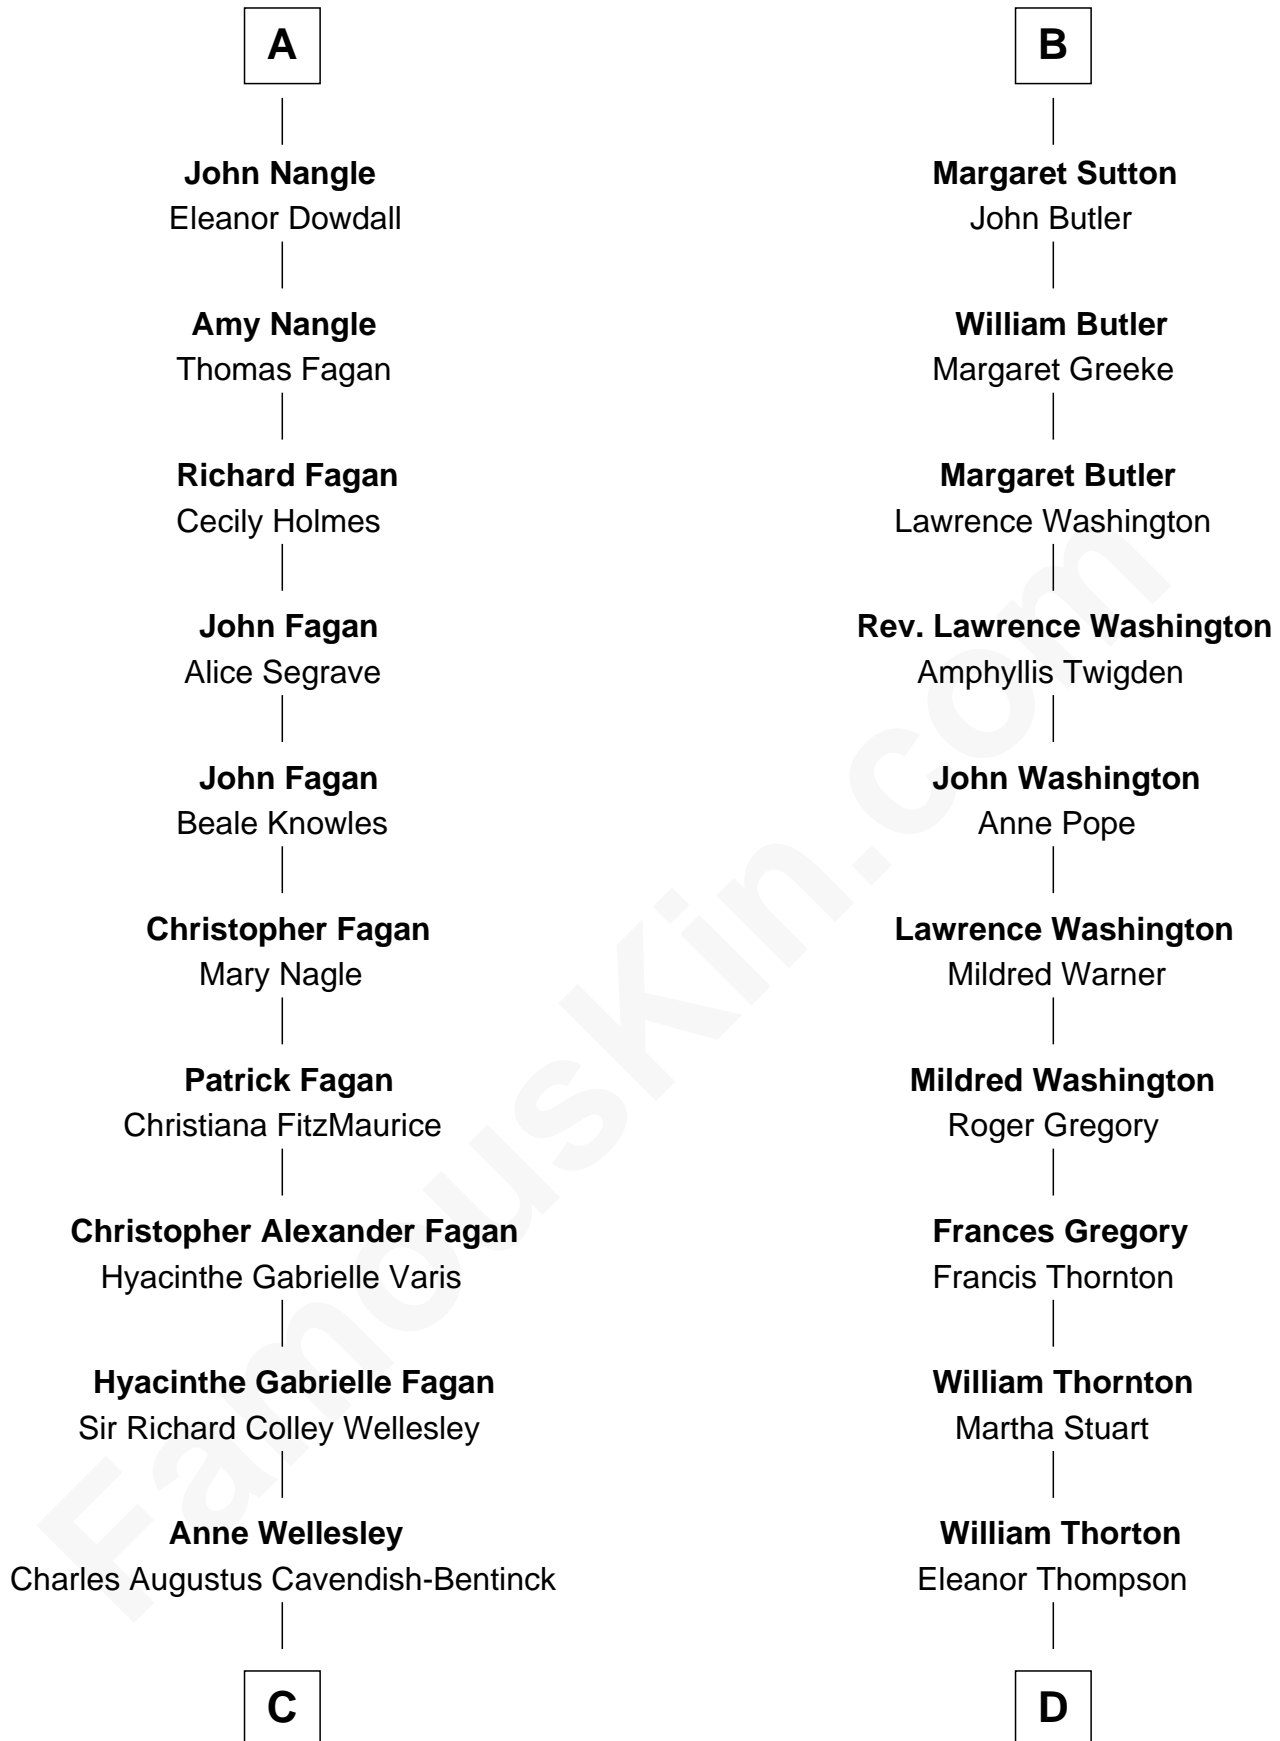 A
John Nangle
Eleanor Dowdall
Amy Nangle
Thomas Fagan
Richard Fagan
Cecily Holmes
John Fagan
Alice Segrave
John Fagan
Beale Knowles
Christopher Fagan
Mary Nagle
Patrick Fagan
Christiana FitzMaurice
Christopher Alexander Fagan
Hyacinthe Gabrielle Varis
Hyacinthe Gabrielle Fagan
Sir Richard Colley Wellesley
Anne Wellesley
Charles Augustus Cavendish-Bentinck
C
B
Margaret Sutton
John Butler
William Butler
Margaret Greeke
Margaret Butler
Lawrence Washington
Rev. Lawrence Washington
Amphyllis Twigden
John Washington
Anne Pope
Lawrence Washington
Mildred Warner
Mildred Washington
Roger Gregory
Frances Gregory
Francis Thornton
William Thornton
Martha Stuart
William Thorton
Eleanor Thompson
D
FamousKin.com